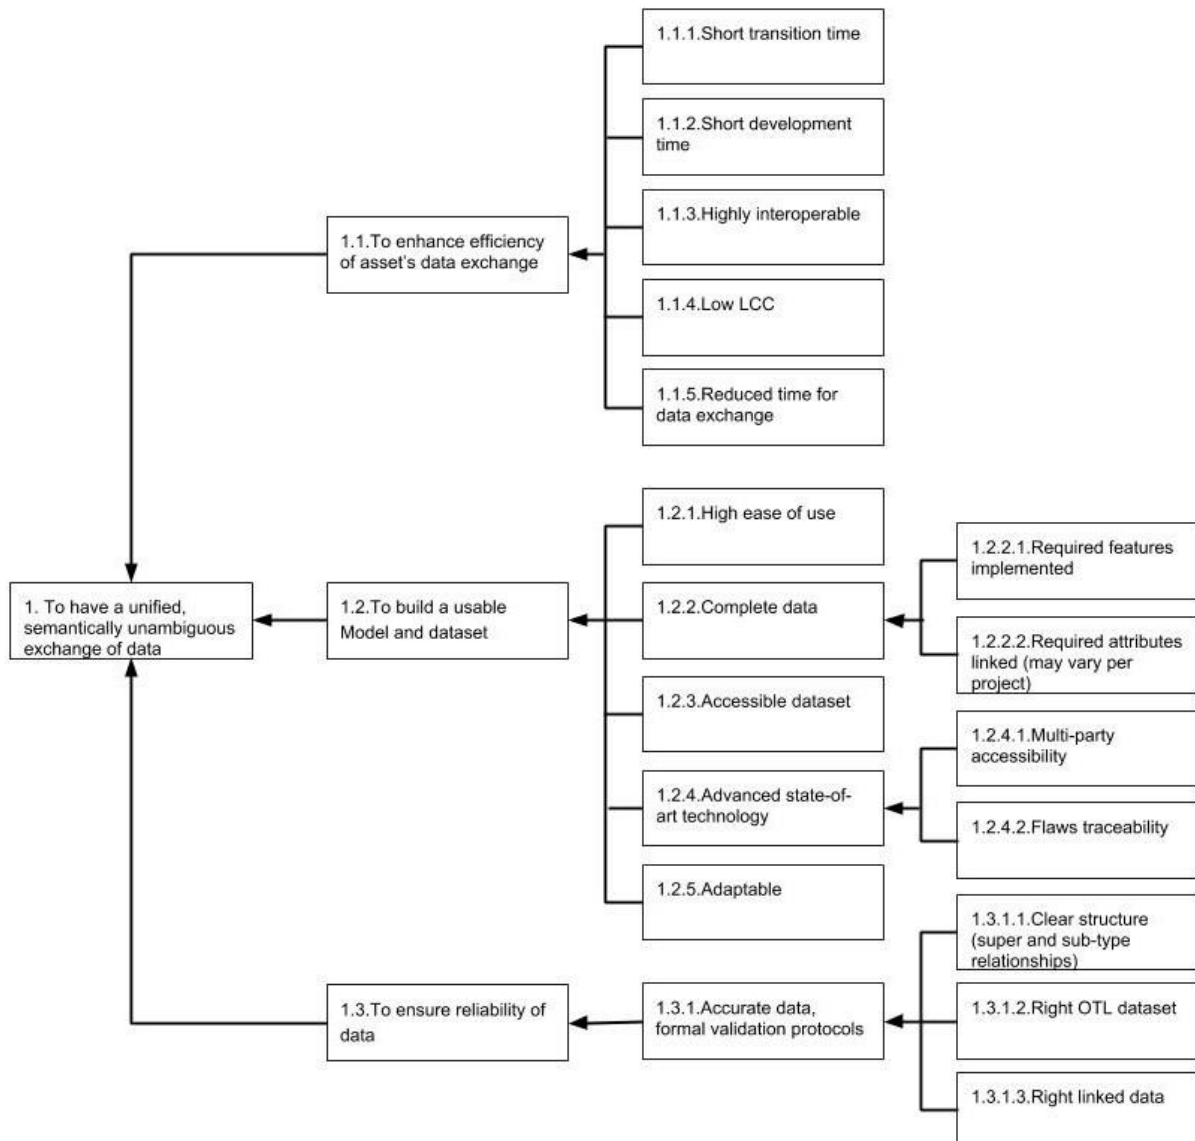 1.1.1.Short transition time
1.1.2.Short development
time
1.1.3.Highly interoperable
1.1.To enhance efficiency
of asset's data exchange
1.1.4.Low LCC
1.1.5.Reduced time for
data exchange
1.2.1.High ease of use
1.2.2.1.Required features
implemented
1. To have a unified,
semantically unambiguous
exchange of data
1.2.To build a usable
Model and dataset
1.2.2.Complete data
1.2.2.2.Required attributes
linked (may vary per
project)
1.2.3.Accessible dataset
1.2.4.1.Multi-party
accessibility
1.2.4.Advanced state-of-
art technology
1.2.4.2.Flaws traceability
1.2.5.Adaptable
1.3.1.1.Clear structure
(super and sub-type
relationships)
1.3.To ensure reliability of
data
1.3.1.Accurate data,
formal validation protocols
1.3.1.2.Right OTL dataset
1.3.1.3.Right linked data